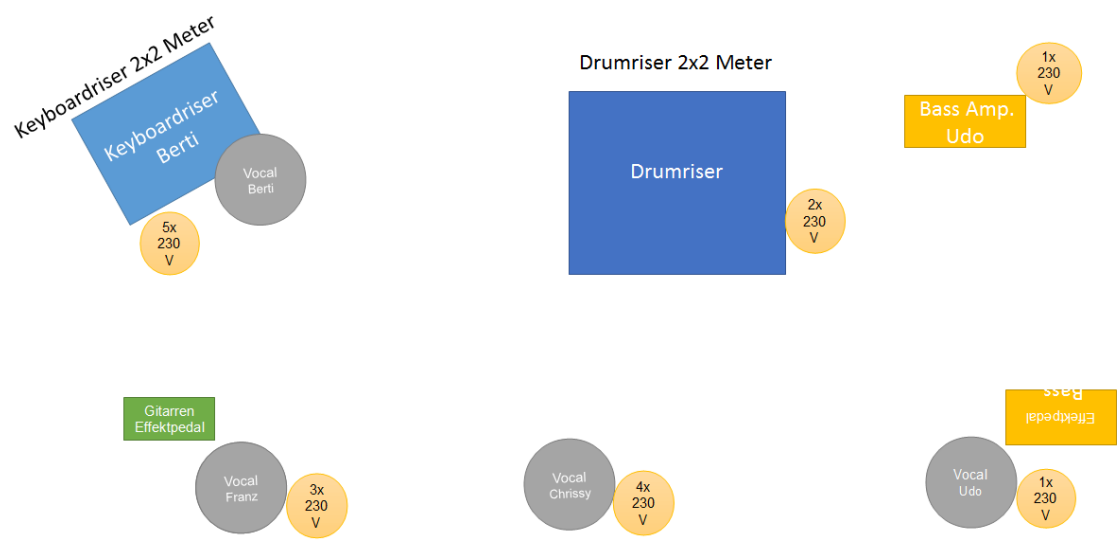 Keyboardriser 2x2 Meter
Keyboardriser
Berti
Vocal
Berti
5x
230
V
Drumriser 2x2 Meter
Drumriser
2x
230
V
1x
230
V
Bass Amp.
Udo
Gitarren
Effektpedal
Vocal
Franz
3x
230
V
Vocal
Chrissy
4x
230
V
Effektpedal
Bass
Vocal
Udo
1x
230
V